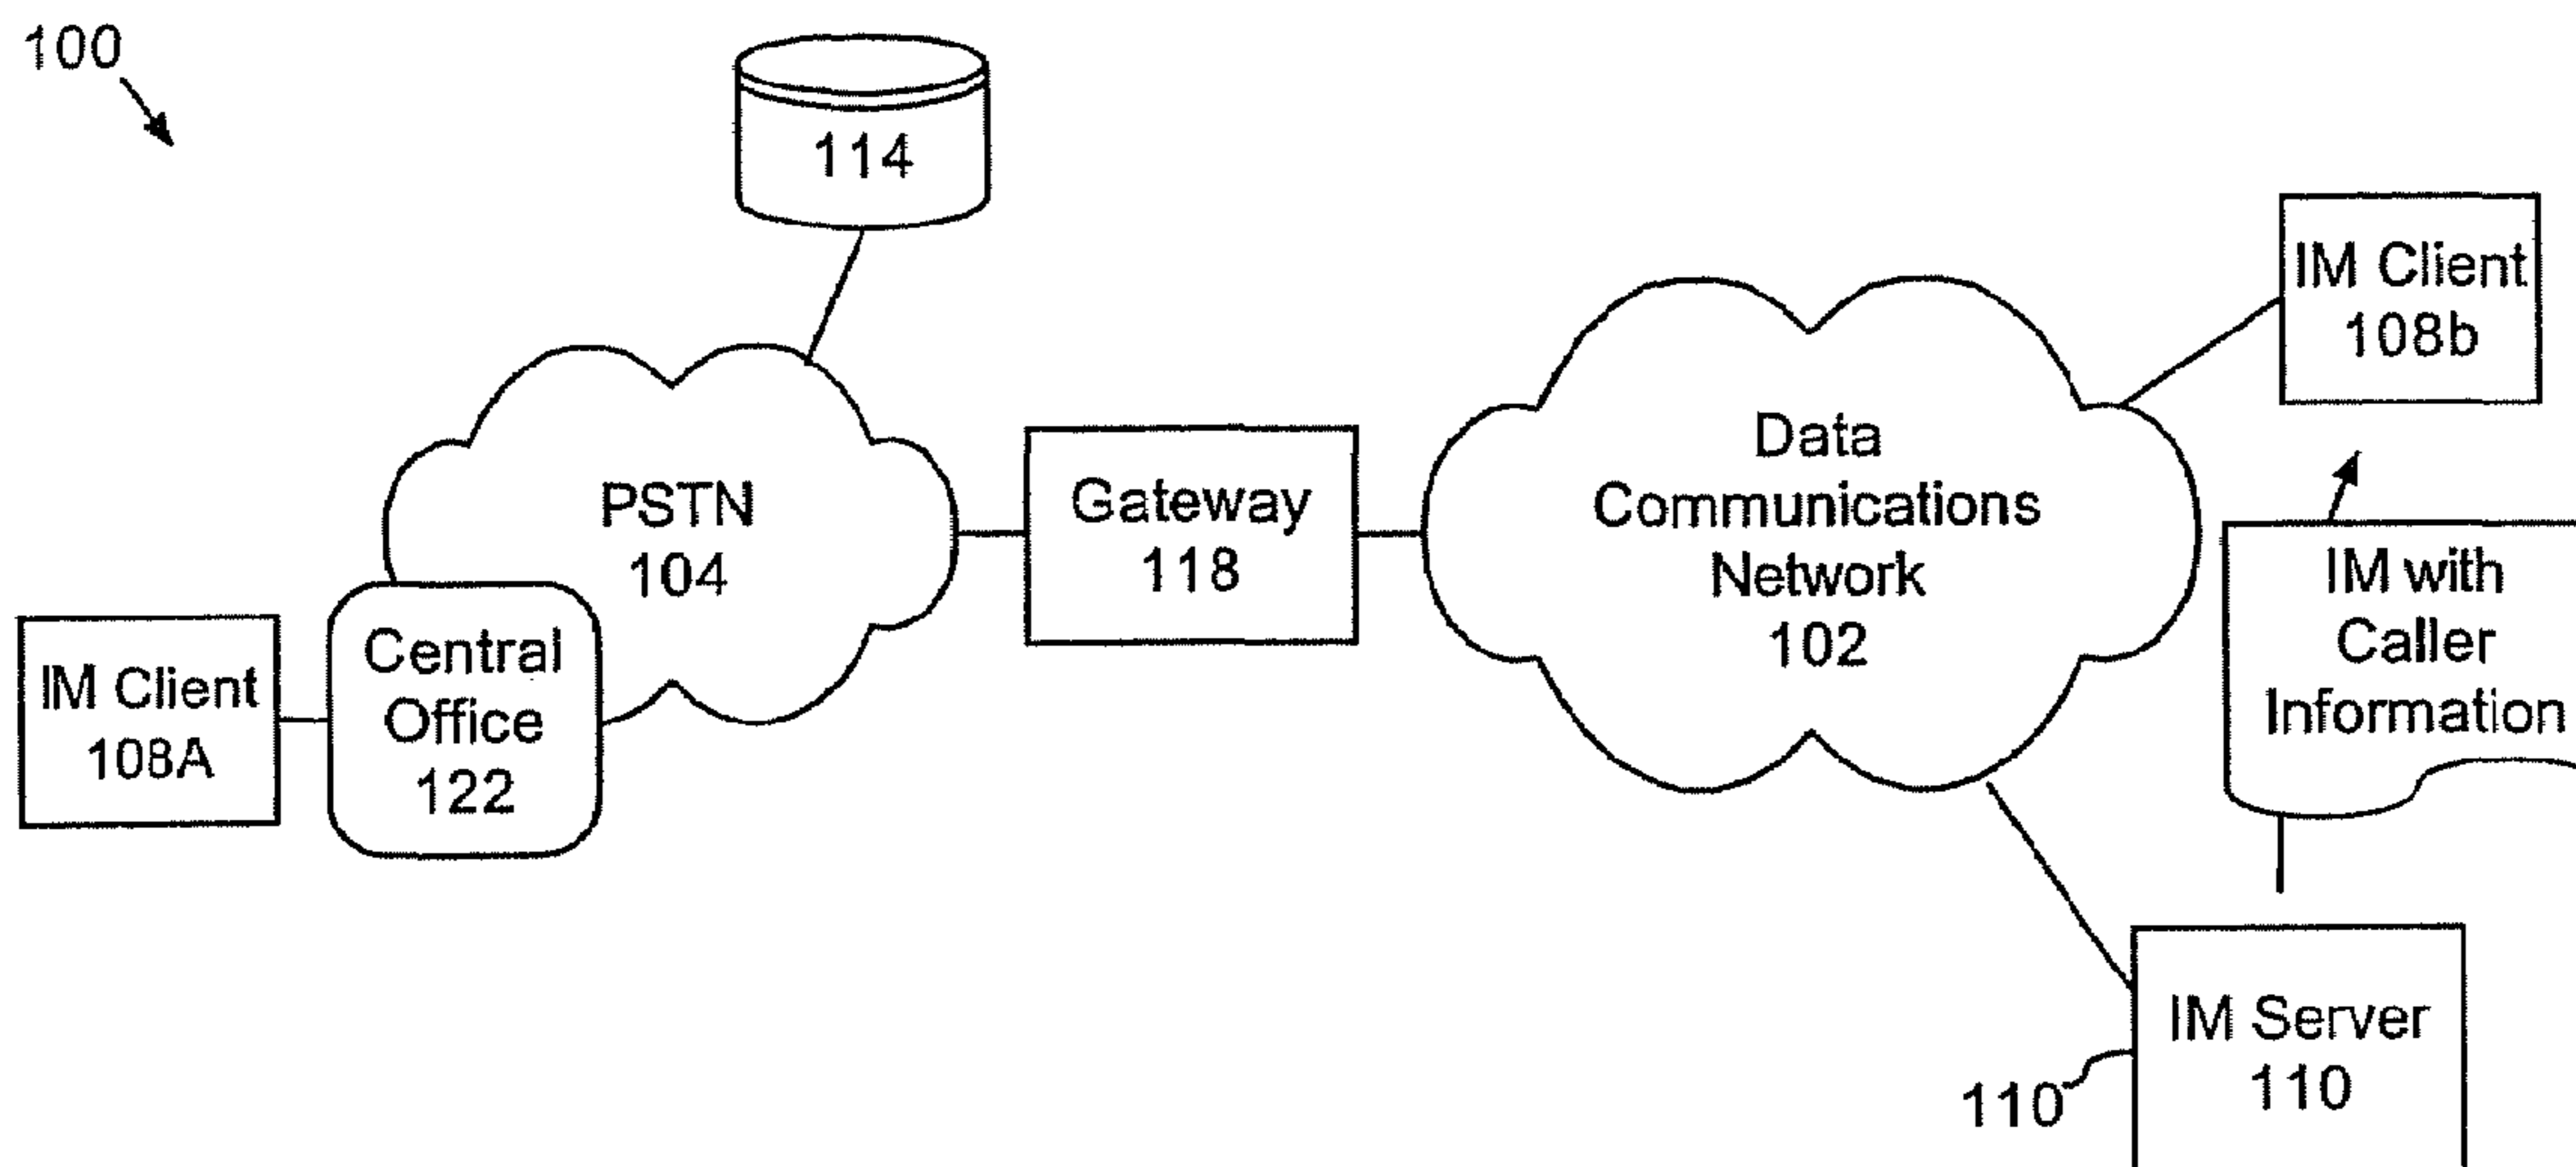 100
114
IM Client
108b
PSTN
104
Gateway
118
Data
Communications
Network
102
IM with
Caller
Information
IM Client
108A
Central
Office
122
IM Server
110
110